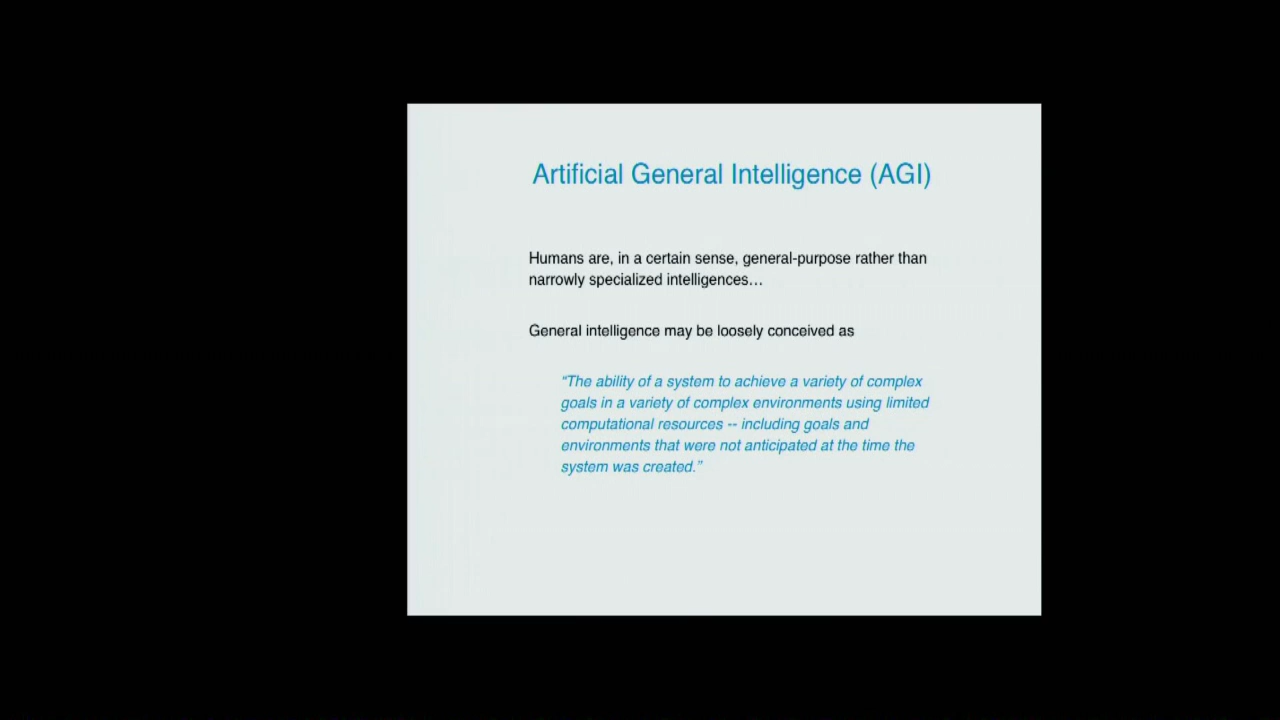 Artificial General Intelligence (AGI)
Humans are, in a certain sense, general-purpose rather than
narrowly specialized intelligences…
General intelligence may be loosely conceived as
“The ability of a system to achieve a variety of complex
goals in a variety of complex environments using limited
computational resources -- including goals and
environments that were not anticipated at the time the
system was created.”